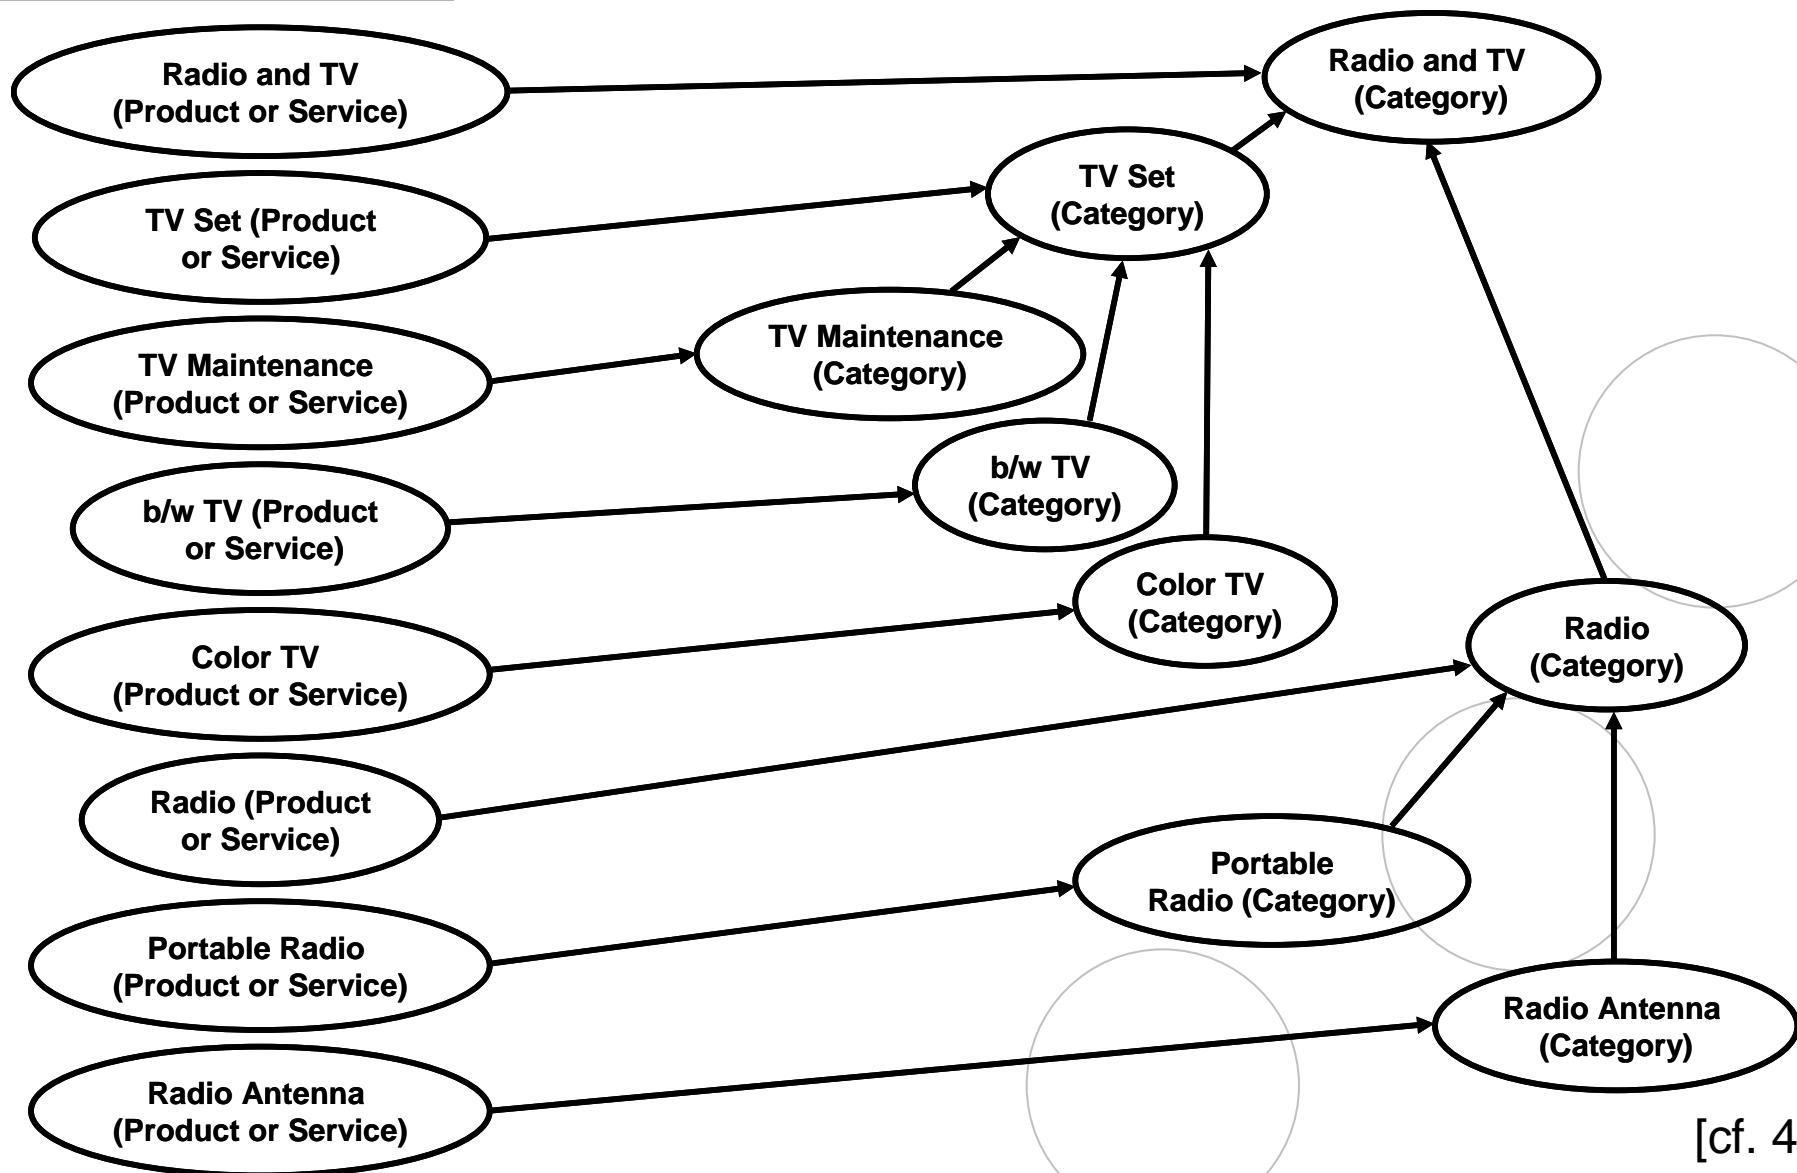 Radio and TV
(Product or Service)
Radio and TV
(Category)
TV Set (Product
or Service)
TV Set
(Category)
TV Maintenance
(Product or Service)
TV Maintenance
(Category)
b/w TV (Product
or Service)
b/w TV
(Category)
Color TV
(Product or Service)
Color TV
(Category)
Radio (Product
or Service)
Radio
(Category)
Portable Radio
(Product or Service)
Portable
Radio (Category)
Radio Antenna
(Product or Service)
Radio Antenna
(Category)
[cf. 4